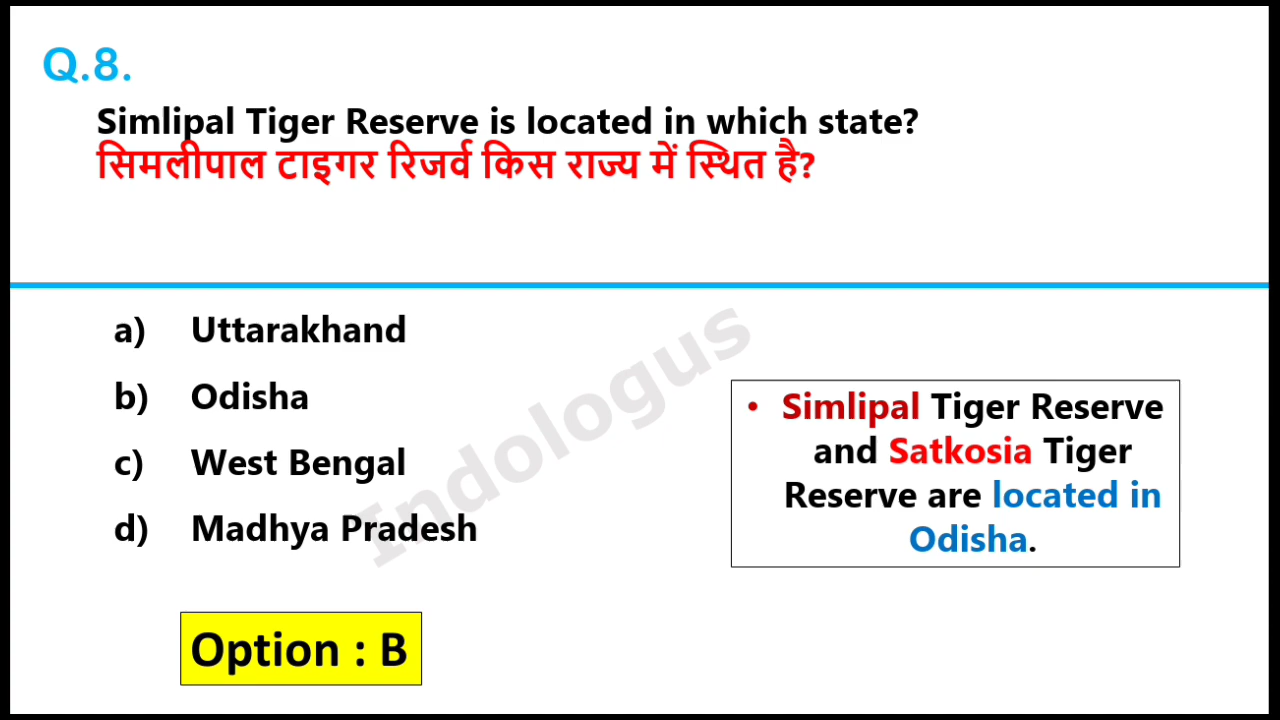 Q.8.
Simlipal Tiger Reserve is located in which state?
सिमलीपाल टाइगर रिजर्व किस राज्य में स्थित है?
a) Uttarakhand
b) Odisha
c) West Bengal
d) Madhya Pradesh
• Simlipal Tiger Reserve
and Satkosia Tiger
Reserve are located in
Odisha.
Option : B
Indologus